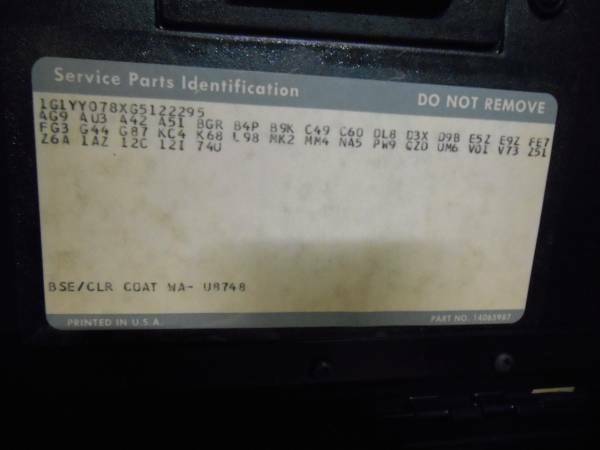 Service Parts Identification
DO NOT REMOVE
1G1YY078XG5122295
AG9 AU3 A42 A51 BGR B4P B9K C49 C60 DL8 D3X D98 E5Z E9Z FE7
FG3 G44 G87 KC4 K68 L98 MK2 MM4 NA5 PW9 QZD UM6 V01 V73 Z51
Z6A 1AZ 12C 12I 74U
BSE/CLR COAT WA- U8748
PRINTED IN U.S.A.
PART NO. 14065987